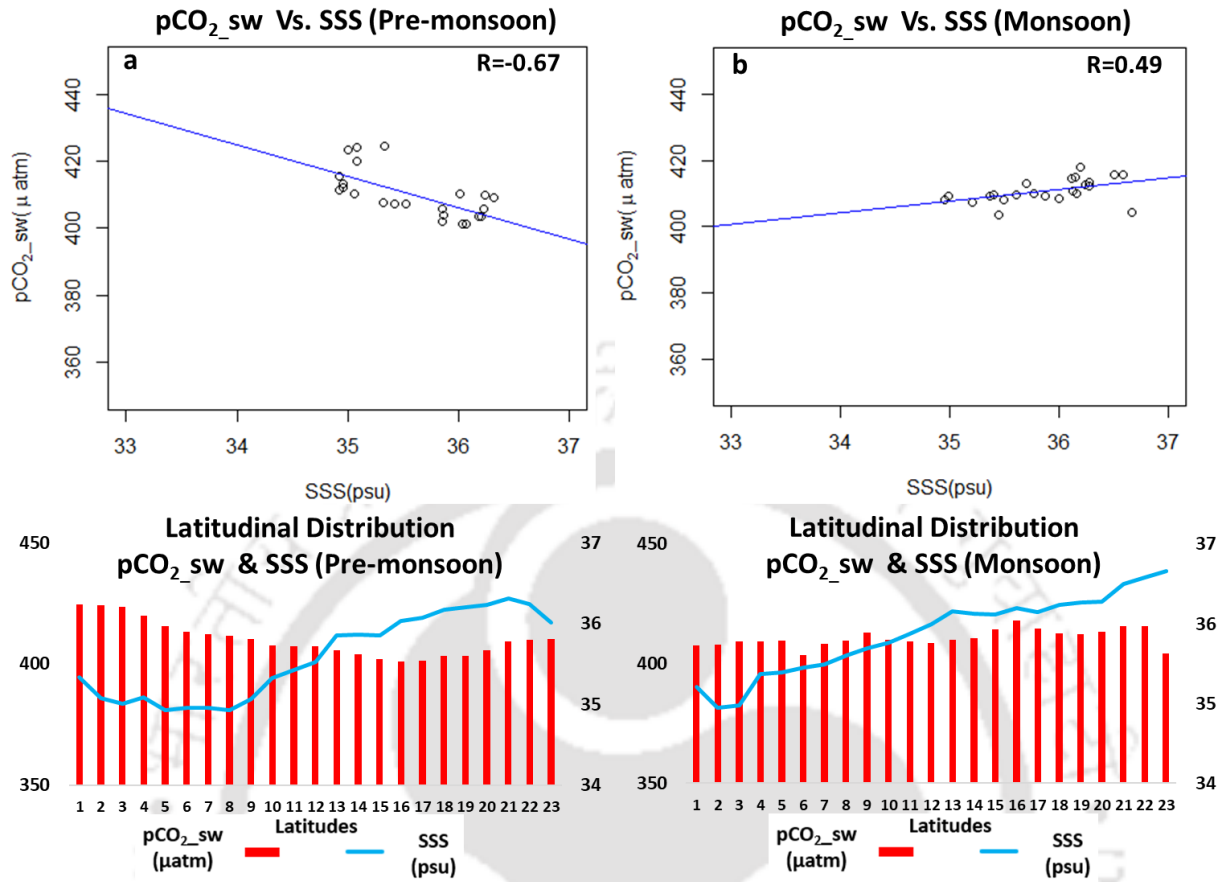 pCO₂_sw Vs. SSS (Pre-monsoon)
a
R=-0.67
440
420
400
380
360
pCO₂_sw( μ atm)
33 34 35 36 37
SSS(psu)
pCO₂_sw Vs. SSS (Monsoon)
b
R=0.49
440
420
400
380
360
pCO₂_sw( μ atm)
33 34 35 36 37
SSS(psu)
Latitudinal Distribution
pCO₂_sw & SSS (Pre-monsoon)
450
400
350
37
36
35
34
1 2 3 4 5 6 7 8 9 10 11 12 13 14 15 16 17 18 19 20 21 22 23
Latitudes
pCO₂_sw
(μatm)
SSS
(psu)
Latitudinal Distribution
pCO₂_sw & SSS (Monsoon)
450
400
350
37
36
35
34
1 2 3 4 5 6 7 8 9 10 11 12 13 14 15 16 17 18 19 20 21 22 23
Latitudes
pCO₂_sw
(μatm)
SSS
(psu)